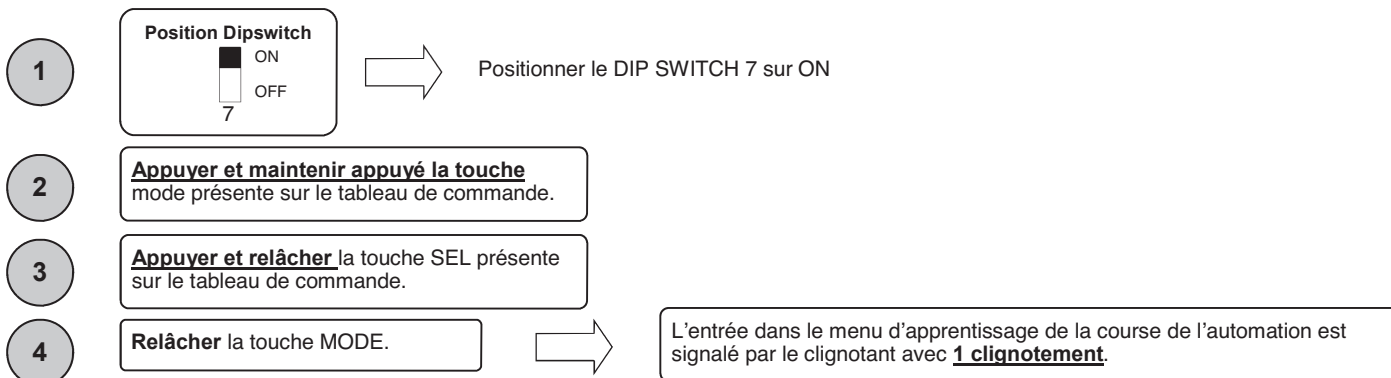 1
Position Dipswitch
ON
OFF
7
Positionner le DIP SWITCH 7 sur ON
2
Appuyer et maintenir appuyé la touche
mode présente sur le tableau de commande.
3
Appuyer et relâcher la touche SEL présente
sur le tableau de commande.
4
Relâcher la touche MODE.
L’entrée dans le menu d’apprentissage de la course de l’automation est
signalé par le clignotant avec 1 clignotement.